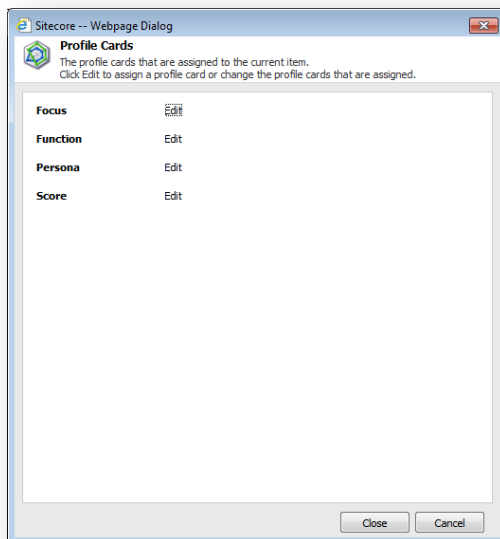 Sitecore -- Webpage Dialog
Profile Cards
The profile cards that are assigned to the current item.
Click Edit to assign a profile card or change the profile cards that are assigned.
Focus Edit
Function Edit
Persona Edit
Score Edit
Close Cancel